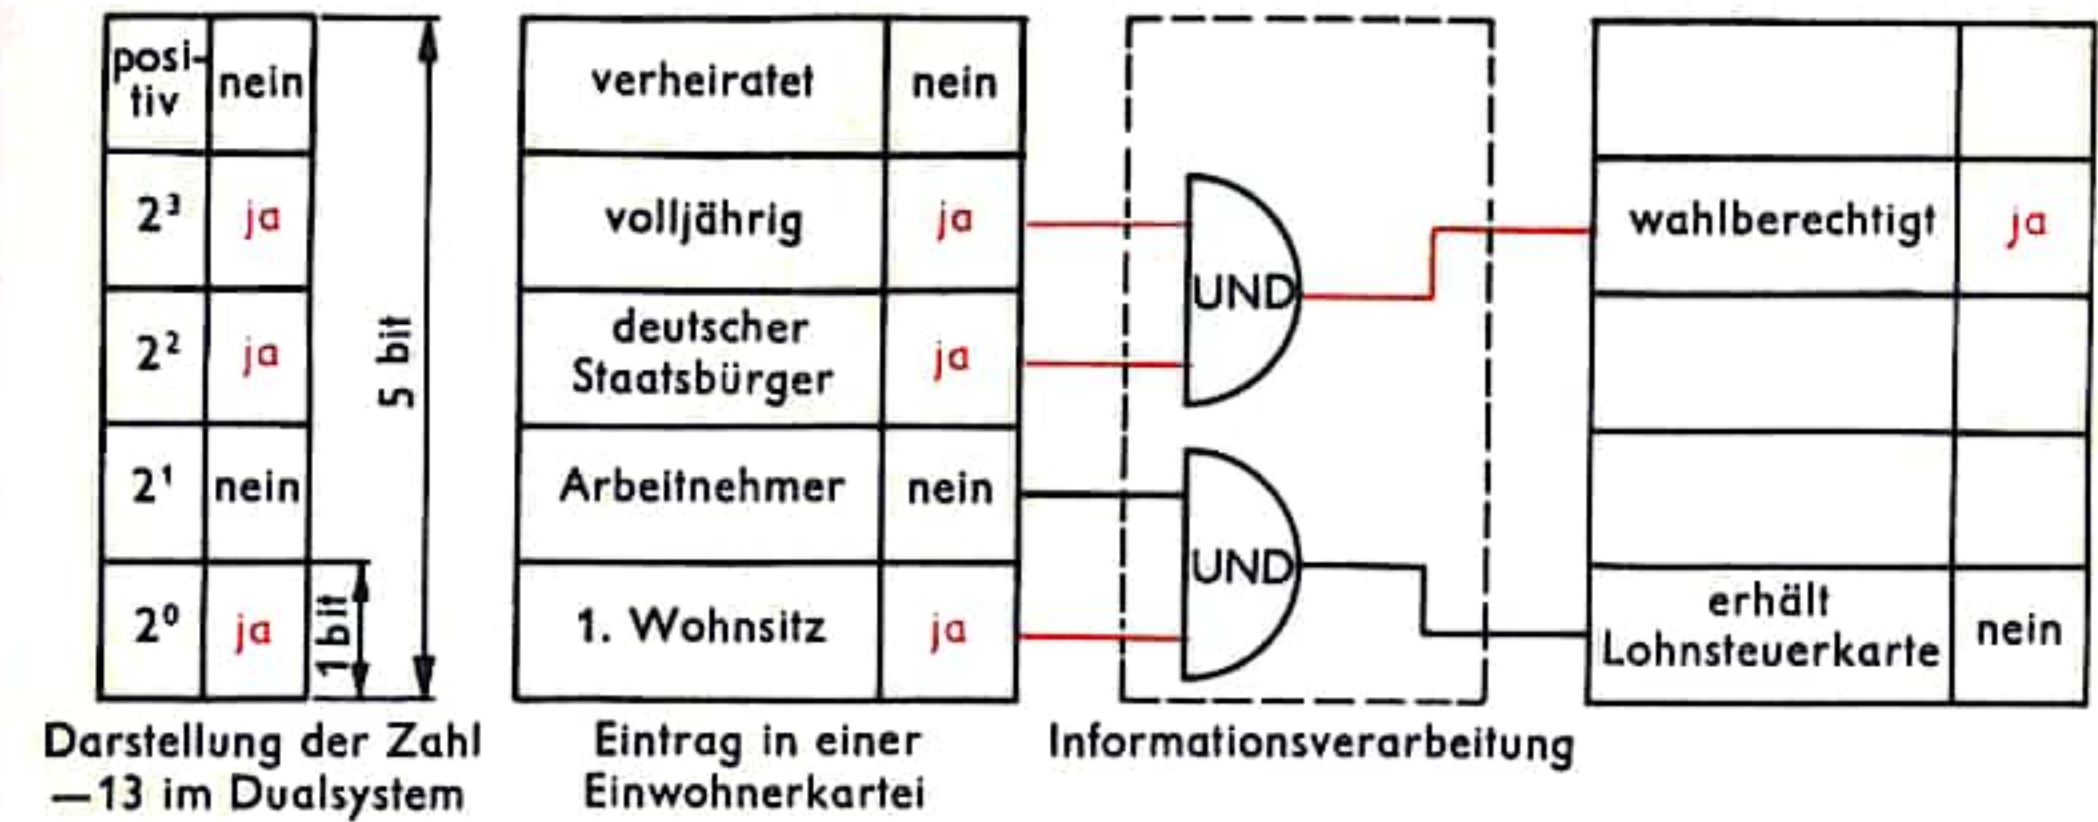 posi-
tiv
nein
2³
ja
2²
ja
2¹
nein
2⁰
ja
1 bit
5 bit
Darstellung der Zahl
—13 im Dualsystem
verheiratet
nein
volljährig
ja
deutscher
Staatsbürger
ja
Arbeitnehmer
nein
1. Wohnsitz
ja
Eintrag in einer
Einwohnerkartei
UND
UND
Informationsverarbeitung
wahlberechtigt
ja
erhält
Lohnsteuerkarte
nein